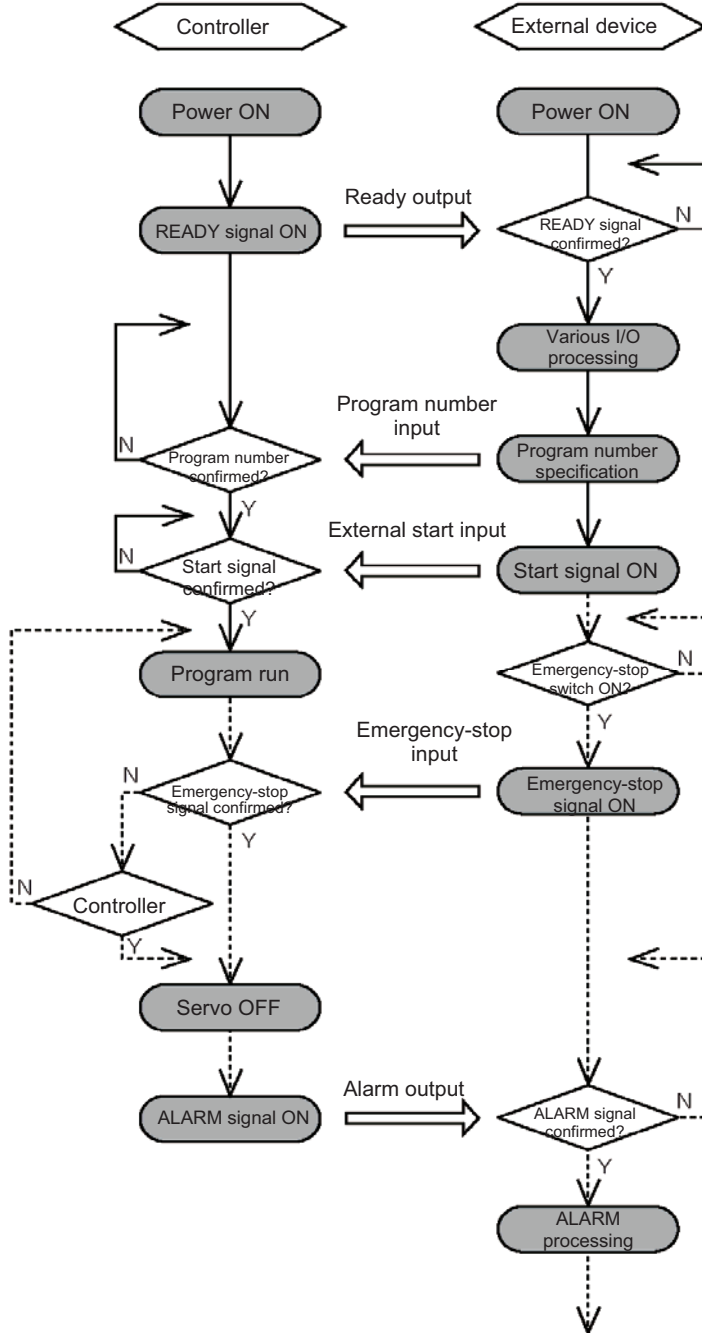 Controller
External device
Power ON
Power ON
Ready output
READY signal ON
READY signal
confirmed?
N
Y
Various I/O
processing
Program number
input
N
Program number
confirmed?
Program number
specification
Y
External start input
N
Start signal
confirmed?
Start signal ON
Y
Program run
Emergency-stop
switch ON?
N
Y
Emergency-stop
input
N
Emergency-stop
signal confirmed?
Emergency-stop
signal ON
Y
N
Controller
Y
Servo OFF
Alarm output
ALARM signal ON
ALARM signal
confirmed?
N
Y
ALARM
processing